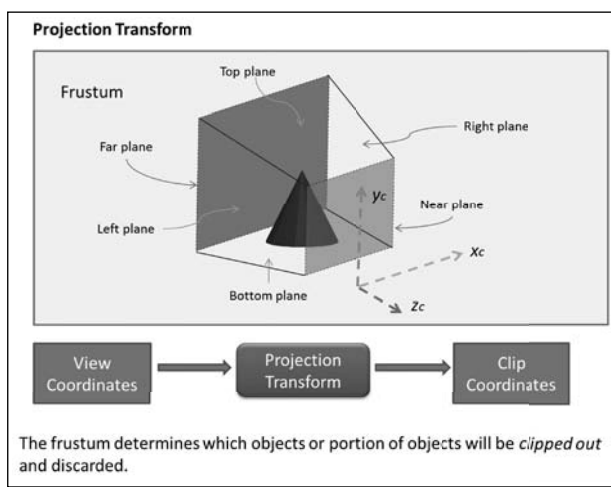 Projection Transform
Frustum
Top plane
Right plane
Far plane
Left plane
Near plane
Bottom plane
yc
xc
zc
View
Coordinates
Projection
Transform
Clip
Coordinates
The frustum determines which objects or portion of objects will be clipped out
and discarded.